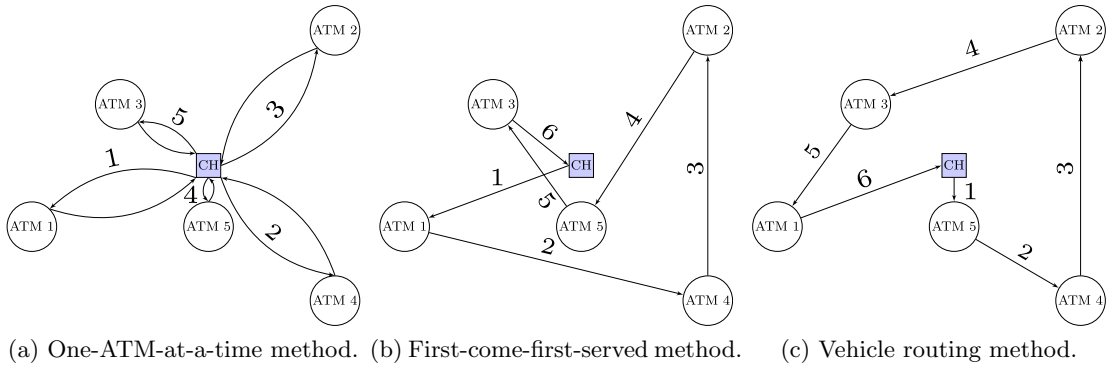 ATM 2
ATM 3
5
3
1
CH
4
ATM 1
ATM 5
2
ATM 4
(a) One-ATM-at-a-time method.
ATM 2
ATM 3
6
4
CH
1
3
5
ATM 1
ATM 5
2
ATM 4
(b) First-come-first-served method.
ATM 2
4
ATM 3
5
CH
6
1
3
ATM 1
ATM 5
2
ATM 4
(c) Vehicle routing method.